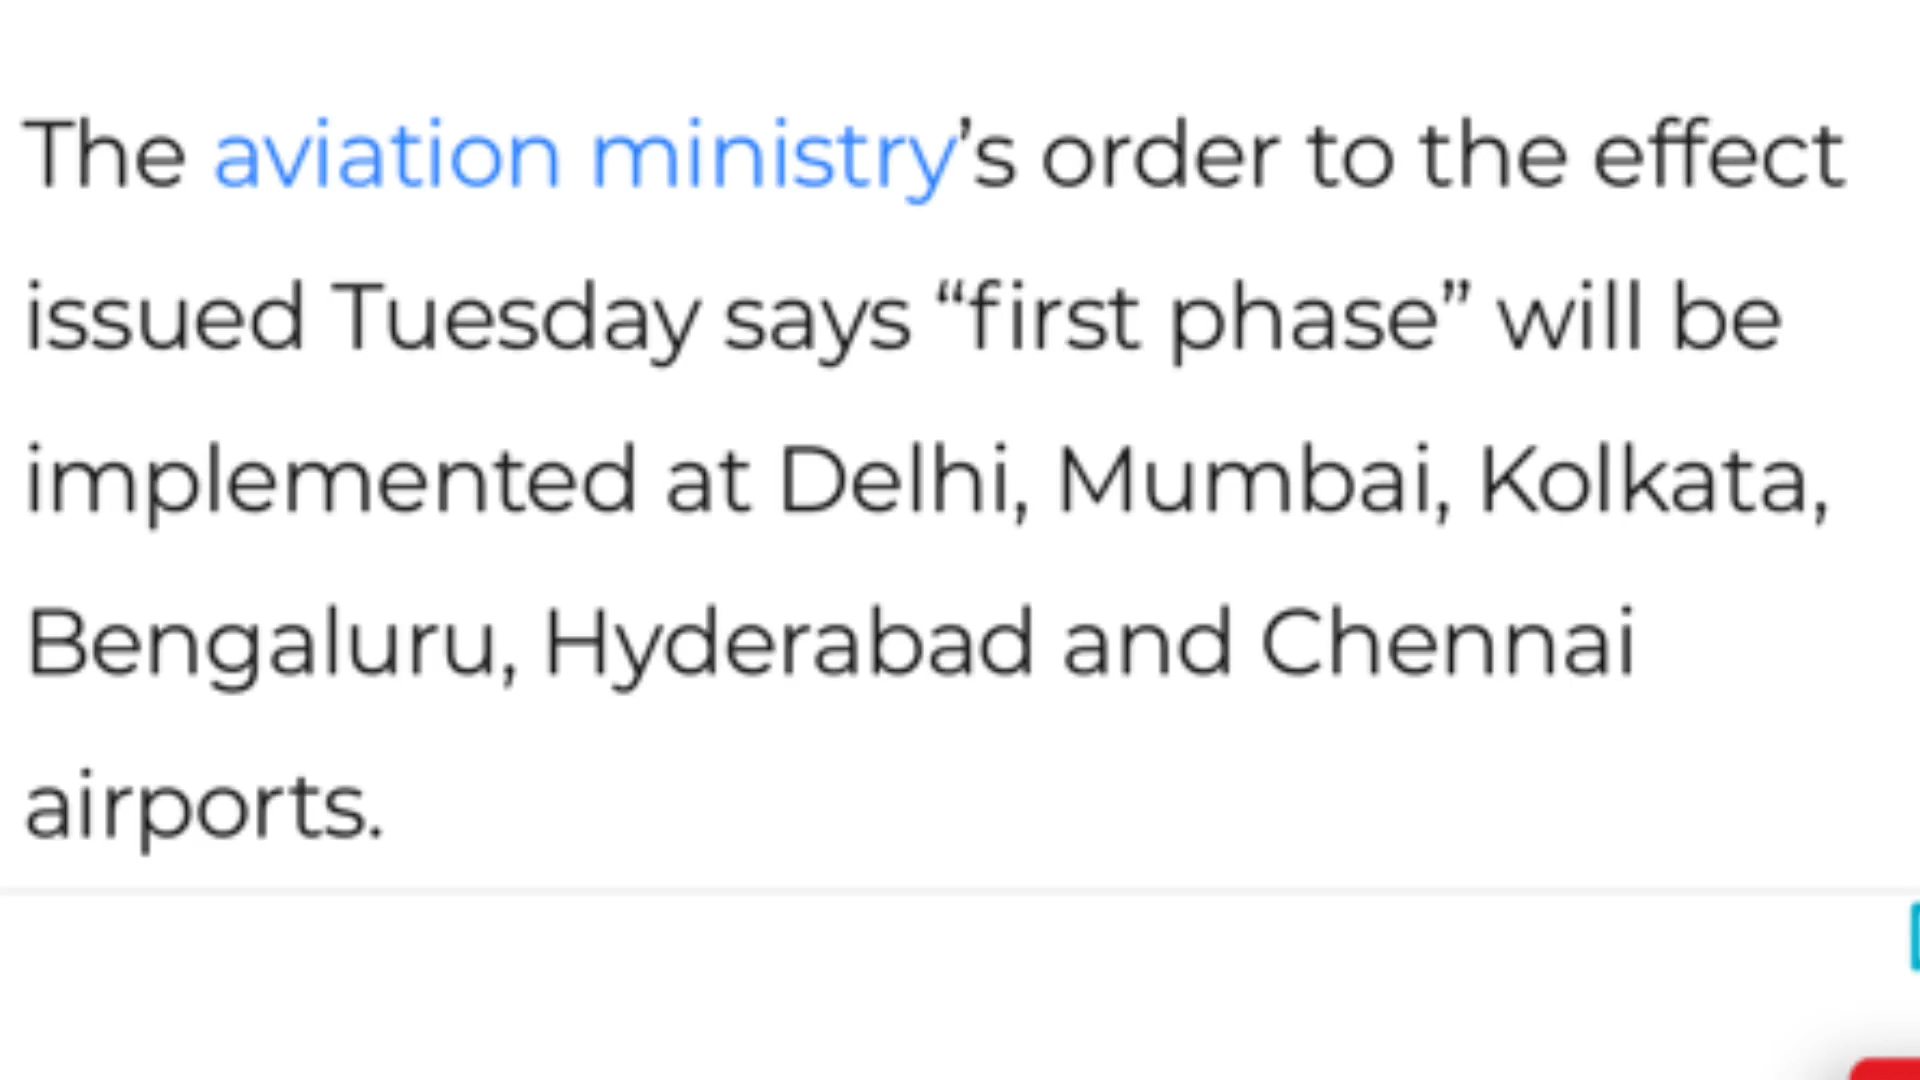 The aviation ministry’s order to the effect
issued Tuesday says “first phase” will be
implemented at Delhi, Mumbai, Kolkata,
Bengaluru, Hyderabad and Chennai
airports.